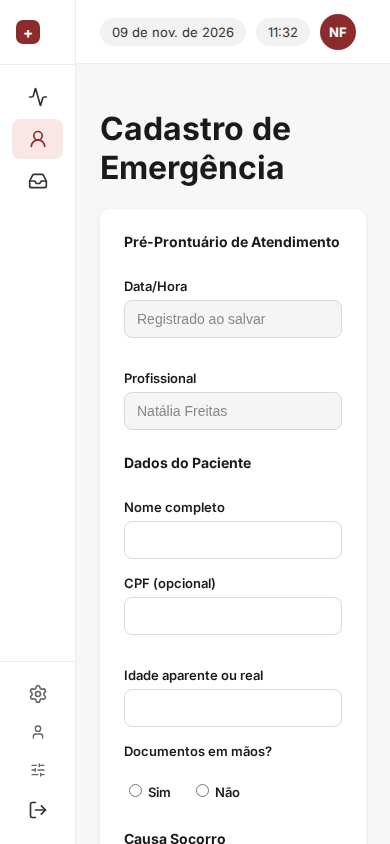 09 de nov. de 2026
11:32
NF
Cadastro de
Emergência
Pré-Prontuário de Atendimento
Data/Hora
Registrado ao salvar
Profissional
Natália Freitas
Dados do Paciente
Nome completo
CPF (opcional)
Idade aparente ou real
Documentos em mãos?
Sim
Não
Causa Socorro